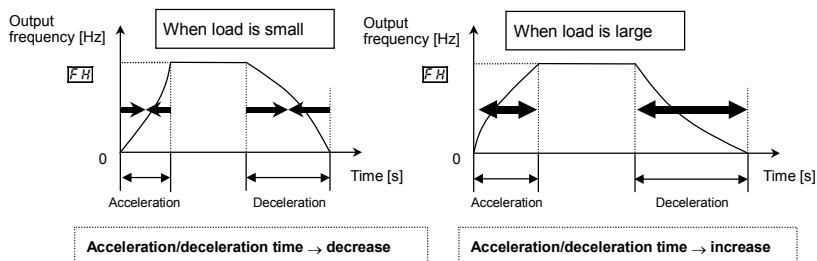 Output
frequency [Hz]
When load is small
FH
0
Time [s]
Acceleration
Deceleration
Acceleration/deceleration time → decrease
Output
frequency [Hz]
When load is large
FH
0
Time [s]
Acceleration
Deceleration
Acceleration/deceleration time → increase